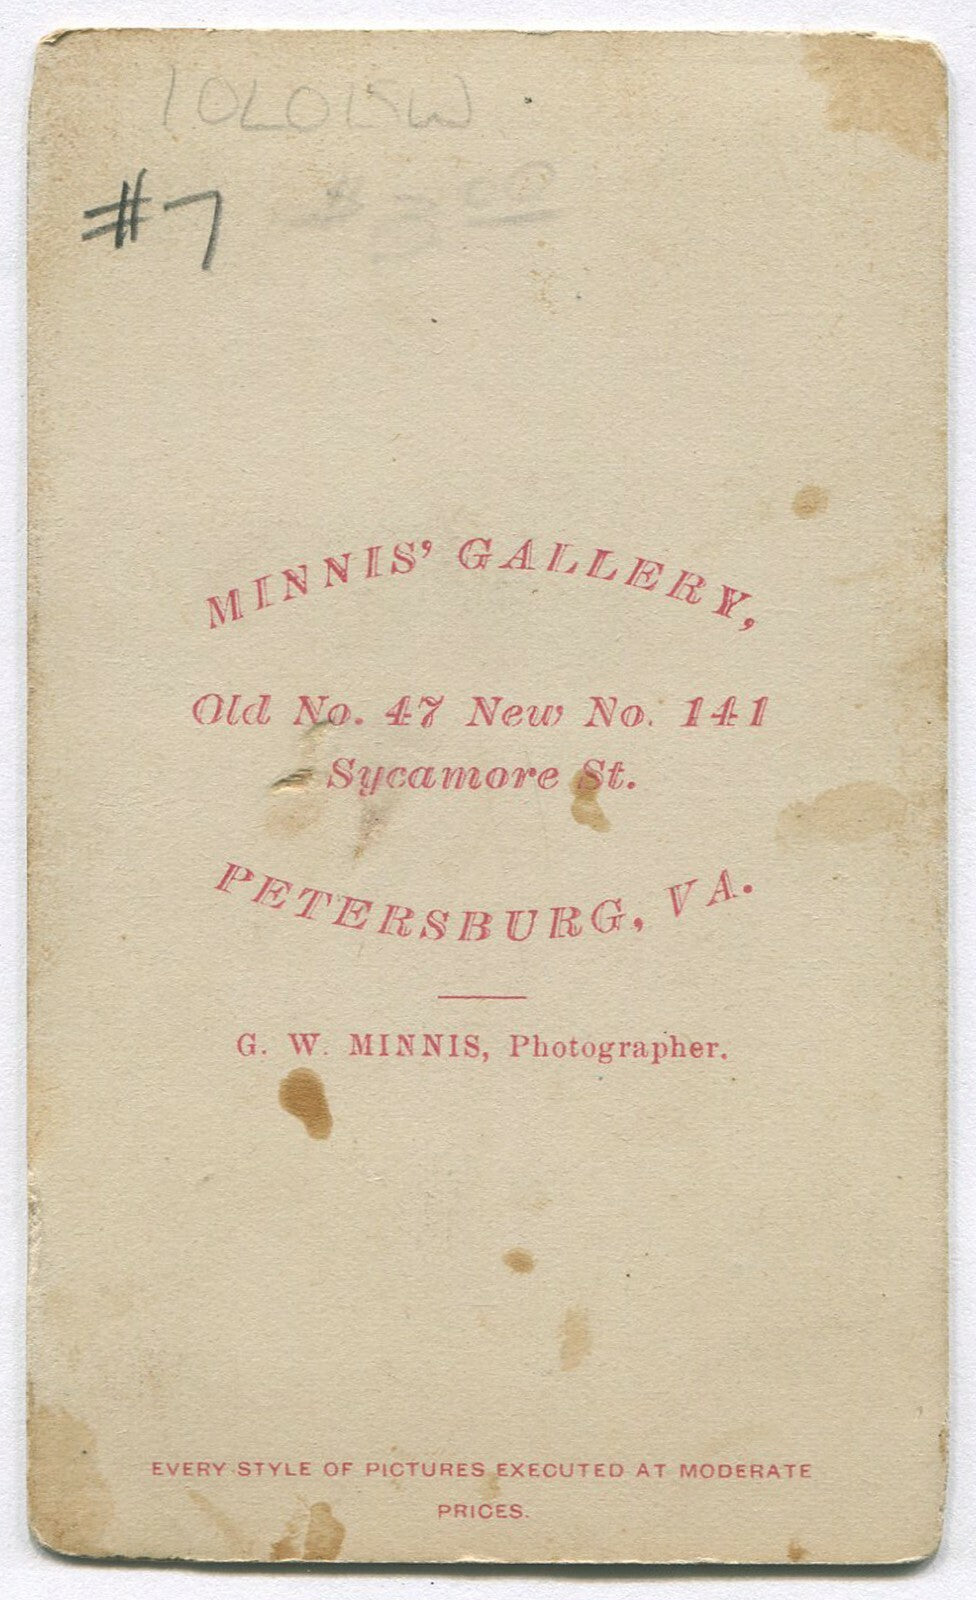 #7
MINNIS' GALLERY,
Old No. 47 New No. 141
Sycamore St.
PETERSBURG, VA.
G. W. MINNIS, Photographer.
EVERY STYLE OF PICTURES EXECUTED AT MODERATE
PRICES.